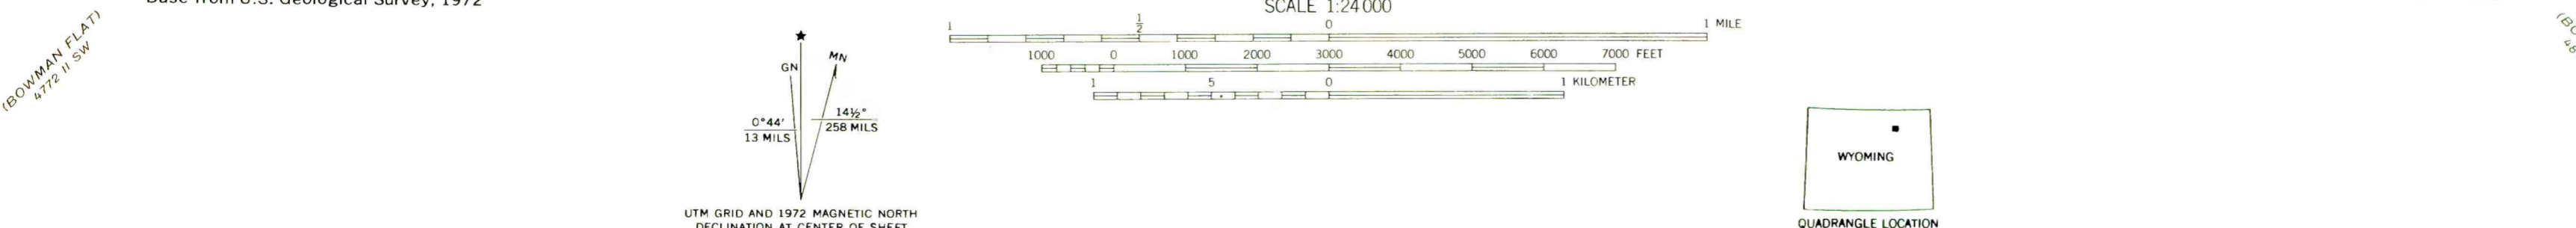 Base from U.S. Geological Survey, 1972
(BOWMAN FLAT)
4772 II SW
SCALE 1:24 000
1 ½ 0 1 MILE
1000 0 1000 2000 3000 4000 5000 6000 7000 FEET
1 5 0 1 KILOMETER
GN MN
0°44′ 14½°
13 MILS 258 MILS
UTM GRID AND 1972 MAGNETIC NORTH
DECLINATION AT CENTER OF SHEET
WYOMING
QUADRANGLE LOCATION